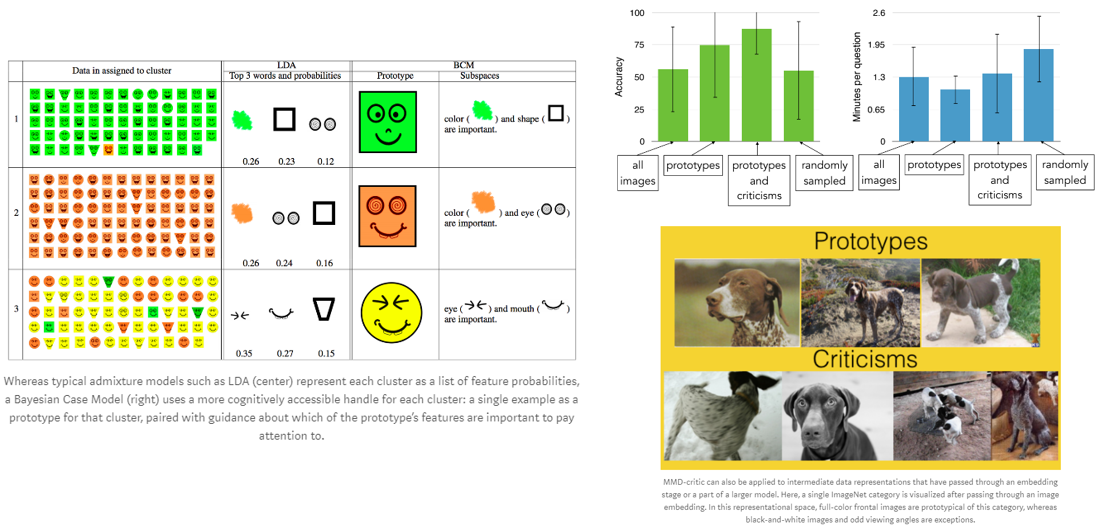 Data in assigned to cluster
LDA
Top 3 words and probabilities
BCM
Prototype
Subspaces
1
0.26
0.23
0.12
color ( ) and shape ( )
are important.
2
0.26
0.24
0.16
color ( ) and eye ( )
are important.
3
0.35
0.27
0.15
eye ( ) and mouth ( )
are important.
Whereas typical admixture models such as LDA (center) represent each cluster as a list of feature probabilities,
a Bayesian Case Model (right) uses a more cognitively accessible handle for each cluster: a single example as a
prototype for that cluster, paired with guidance about which of the prototype's features are important to pay
attention to.
Accuracy
100
75
50
25
0
all
images
prototypes
prototypes
and
criticisms
randomly
sampled
Minutes per question
2.6
1.95
1.3
0.65
0
all
images
prototypes
prototypes
and
criticisms
randomly
sampled
Prototypes
Criticisms
MMD-critic can also be applied to intermediate data representations that have passed through an embedding
stage or a part of a larger model. Here, a single ImageNet category is visualized after passing through an image
embedding. In this representational space, full-color frontal images are prototypical of this category, whereas
black-and-white images and odd viewing angles are exceptions.